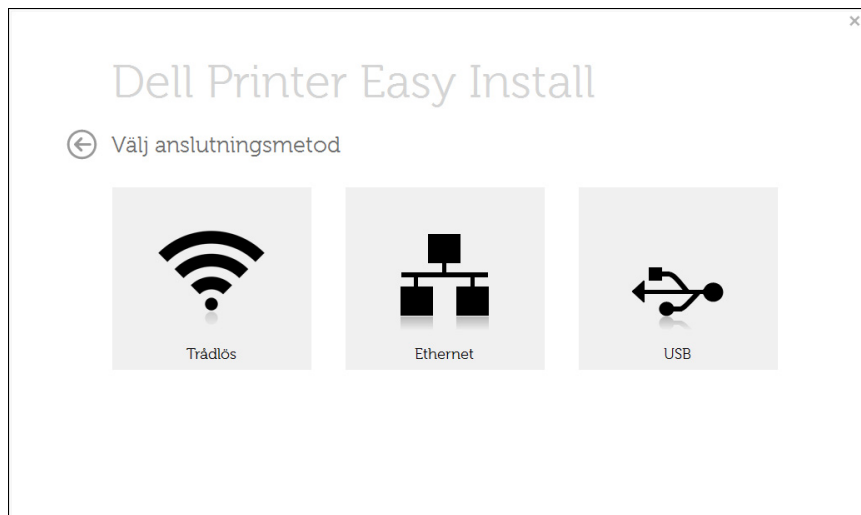 Dell Printer Easy Install
Välj anslutningsmetod
Trådlös
Ethernet
USB